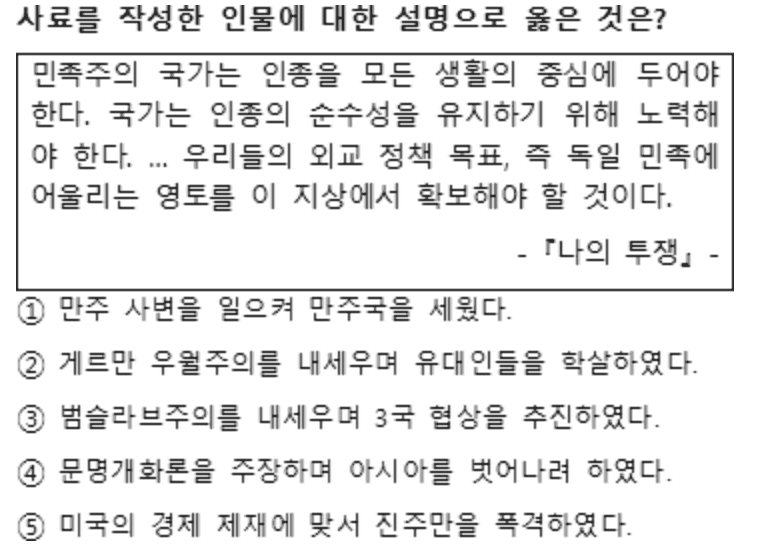 사료를 작성한 인물에 대한 설명으로 옳은 것은?
민족주의 국가는 인종을 모든 생활의 중심에 두어야
한다. 국가는 인종의 순수성을 유지하기 위해 노력해
야 한다. ... 우리들의 외교 정책 목표, 즉 독일 민족에
어울리는 영토를 이 지상에서 확보해야 할 것이다.
-『나의 투쟁』-
① 만주 사변을 일으켜 만주국을 세웠다.
② 게르만 우월주의를 내세우며 유대인들을 학살하였다.
③ 범슬라브주의를 내세우며 3국 협상을 추진하였다.
④ 문명개화론을 주장하며 아시아를 벗어나려 하였다.
⑤ 미국의 경제 제재에 맞서 진주만을 폭격하였다.